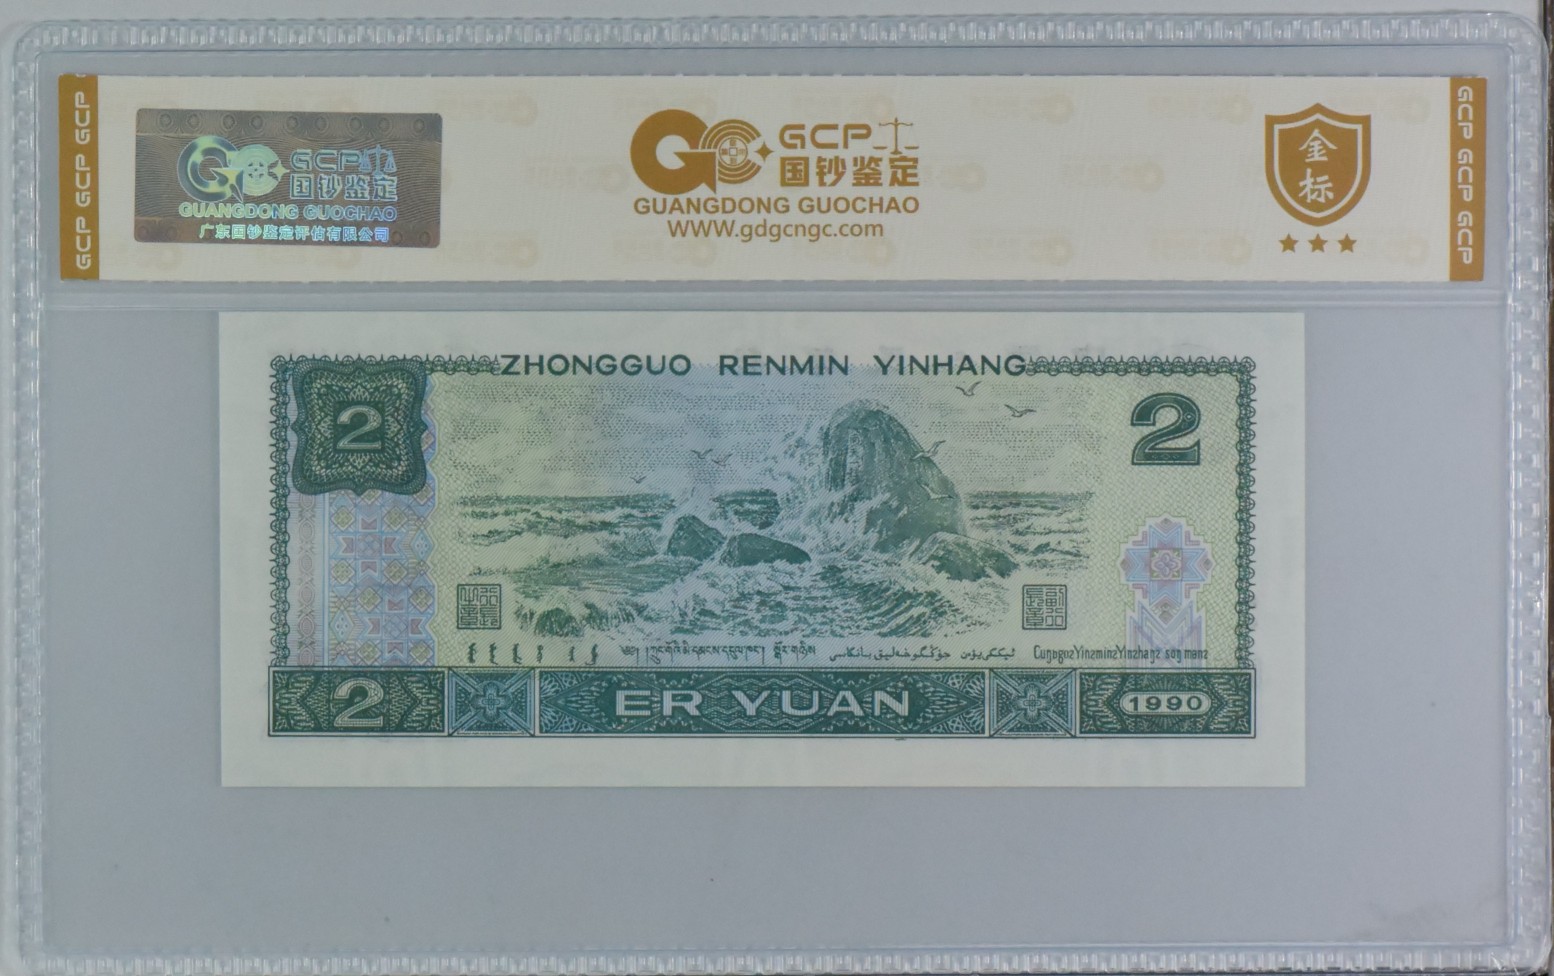 GCP GCP GCP
GCP
国钞鉴定
GUANGDONG GUOCHAO
广东国钞鉴定评估有限公司
GCP
国钞鉴定
GUANGDONG GUOCHAO
WWW.gdgcngc.com
金
标
GCP GCP GCP
ZHONGGUO RENMIN YINHANG
2
2
2
ER YUAN
1990